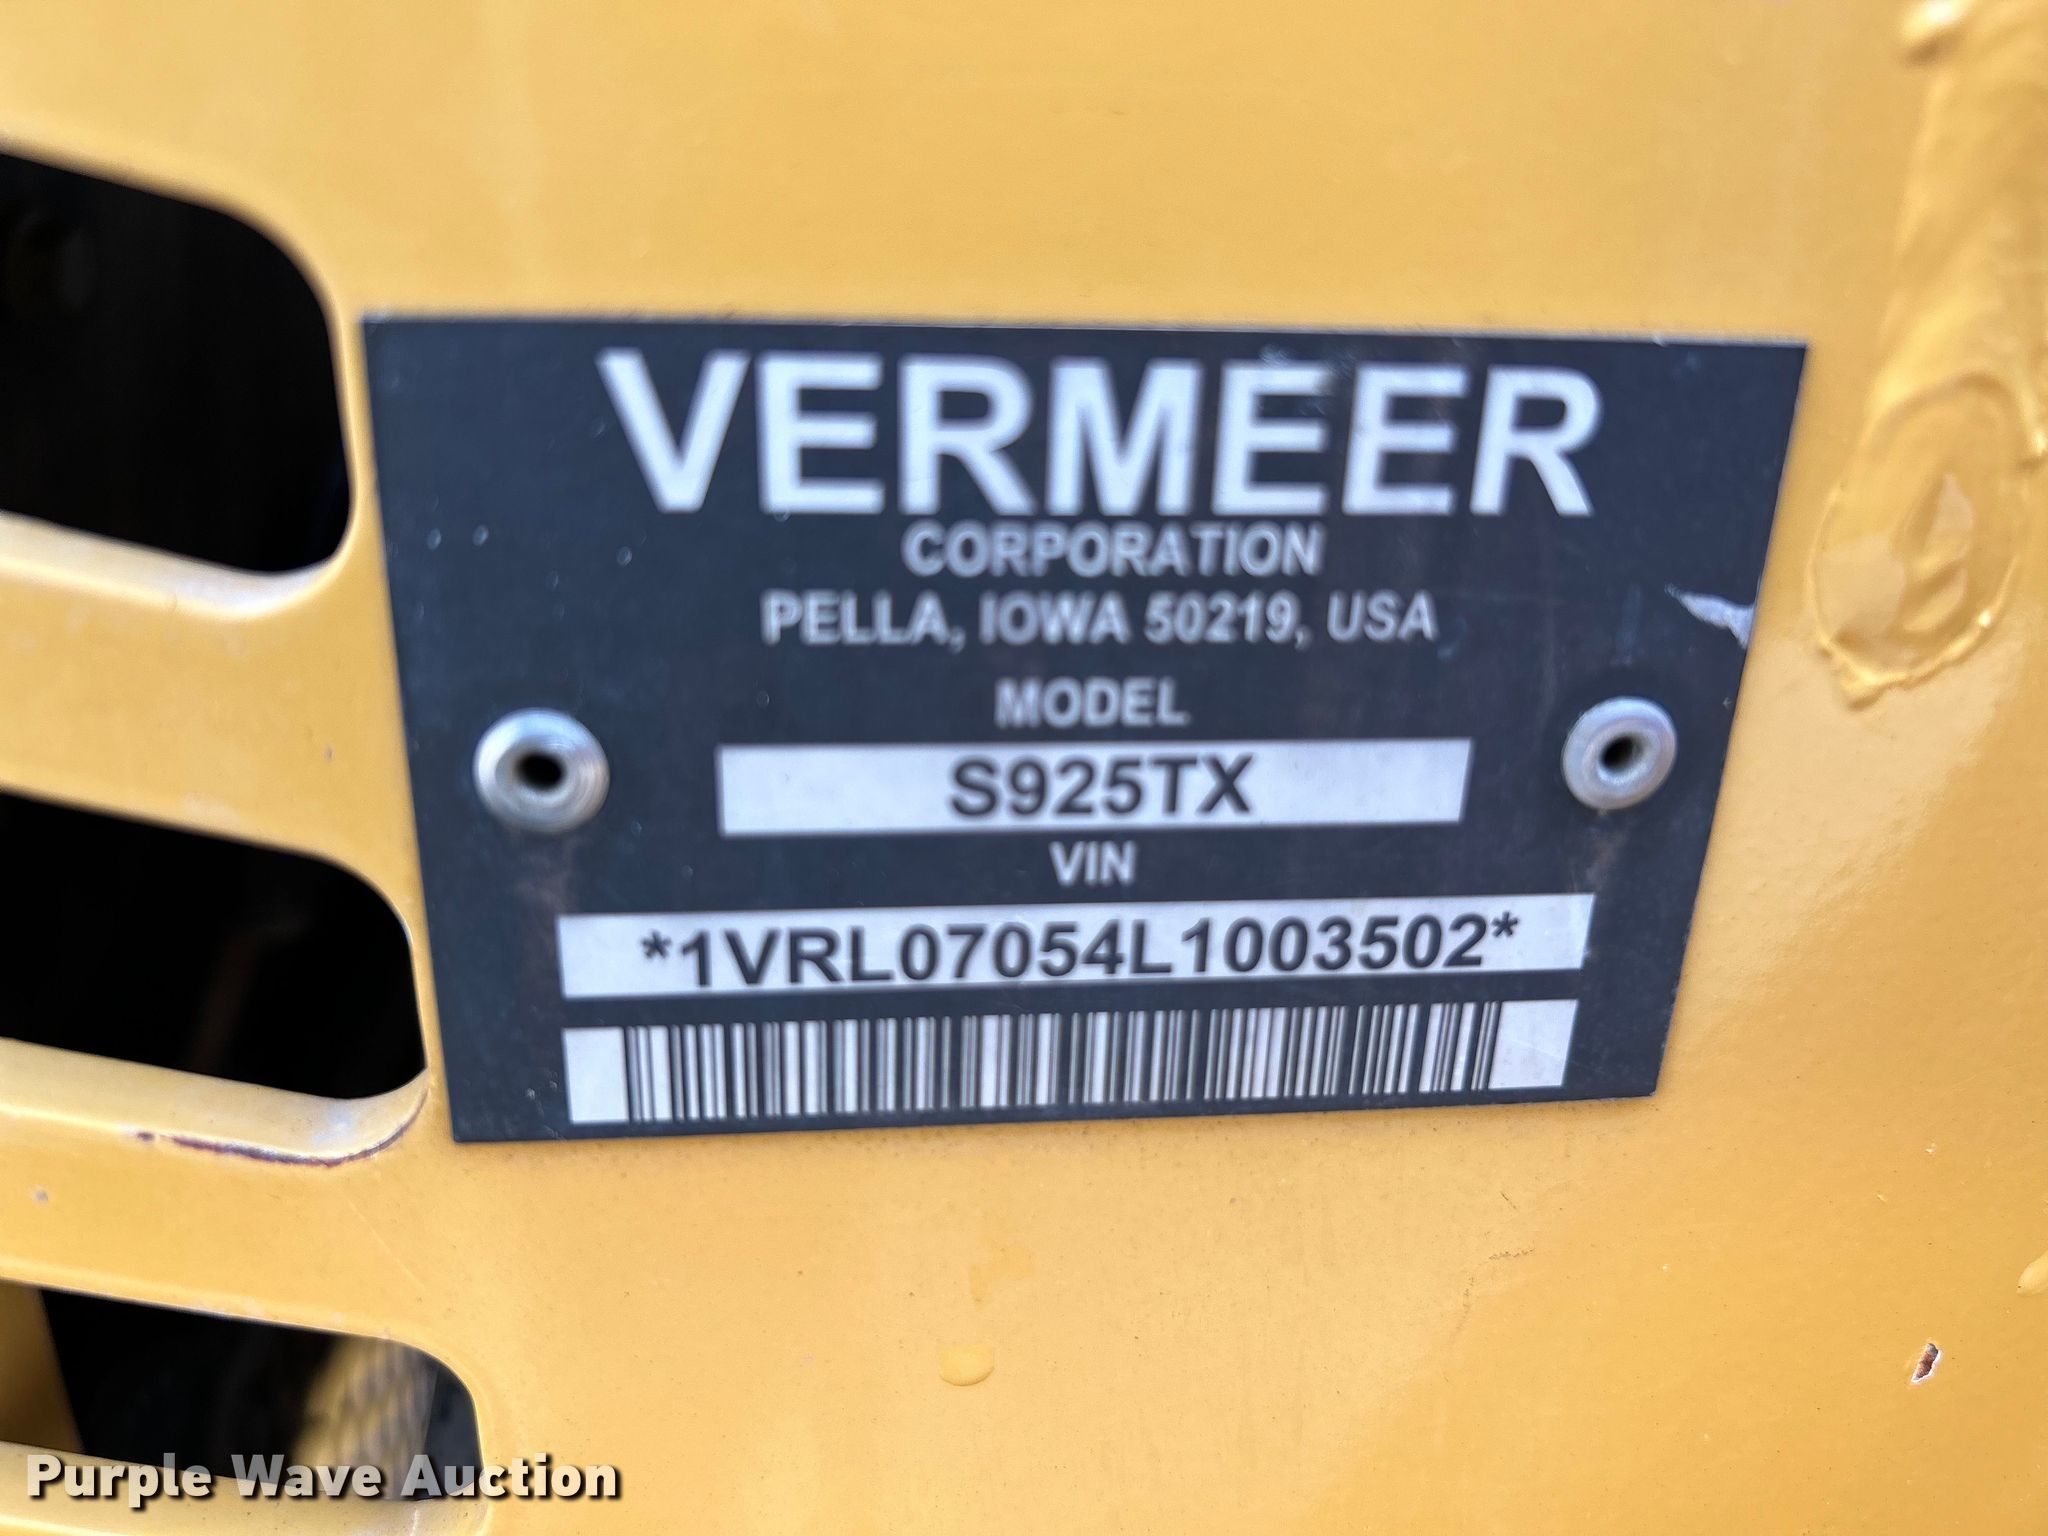 VERMEER
CORPORATION
PELLA, IOWA 50219, USA
MODEL
S925TX
VIN
*1VRL07054L1003502*
Purple Wave Auction